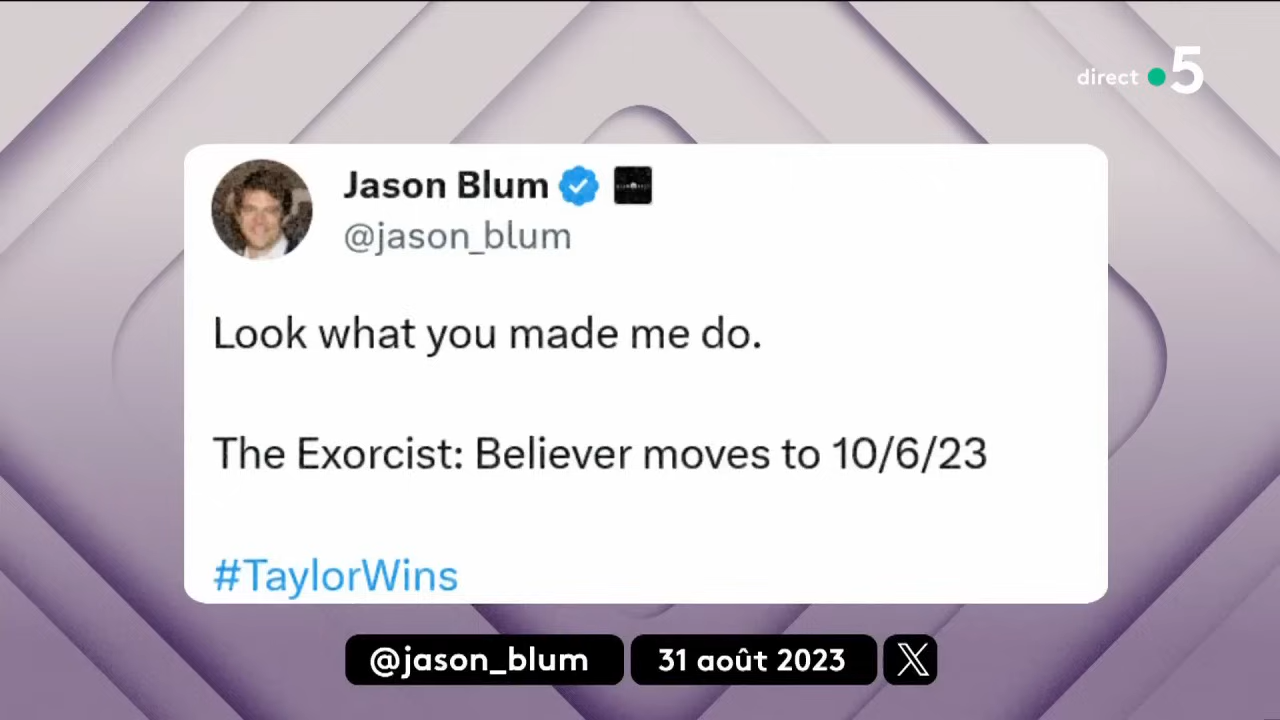 direct 5
Jason Blum
@jason_blum
Look what you made me do.
The Exorcist: Believer moves to 10/6/23
#TaylorWins
@jason_blum 31 août 2023 X